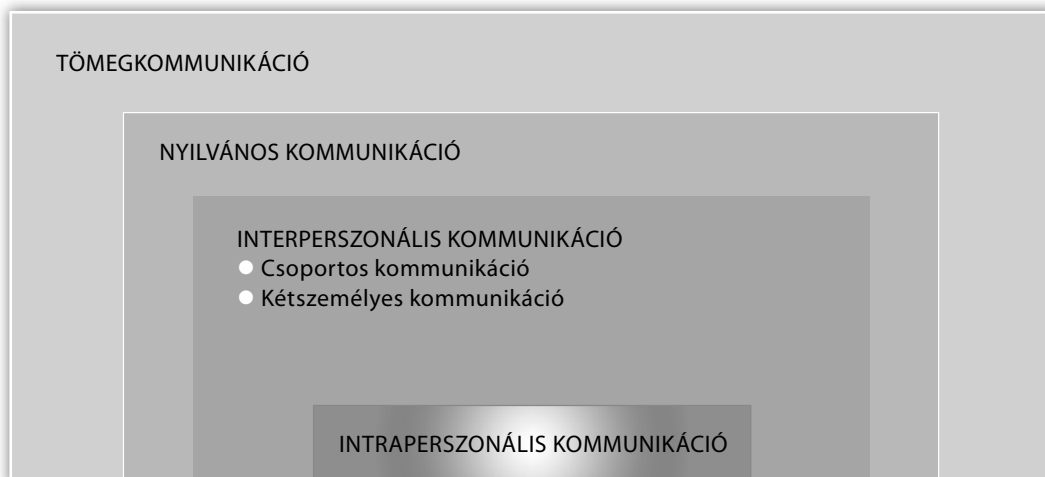 TÖMEGKOMMUNIKÁCIÓ
NYILVÁNOS KOMMUNIKÁCIÓ
INTERPERSZONÁLIS KOMMUNIKÁCIÓ
Csoportos kommunikáció
Kétszemélyes kommunikáció
INTRAPERSZONÁLIS KOMMUNIKÁCIÓ